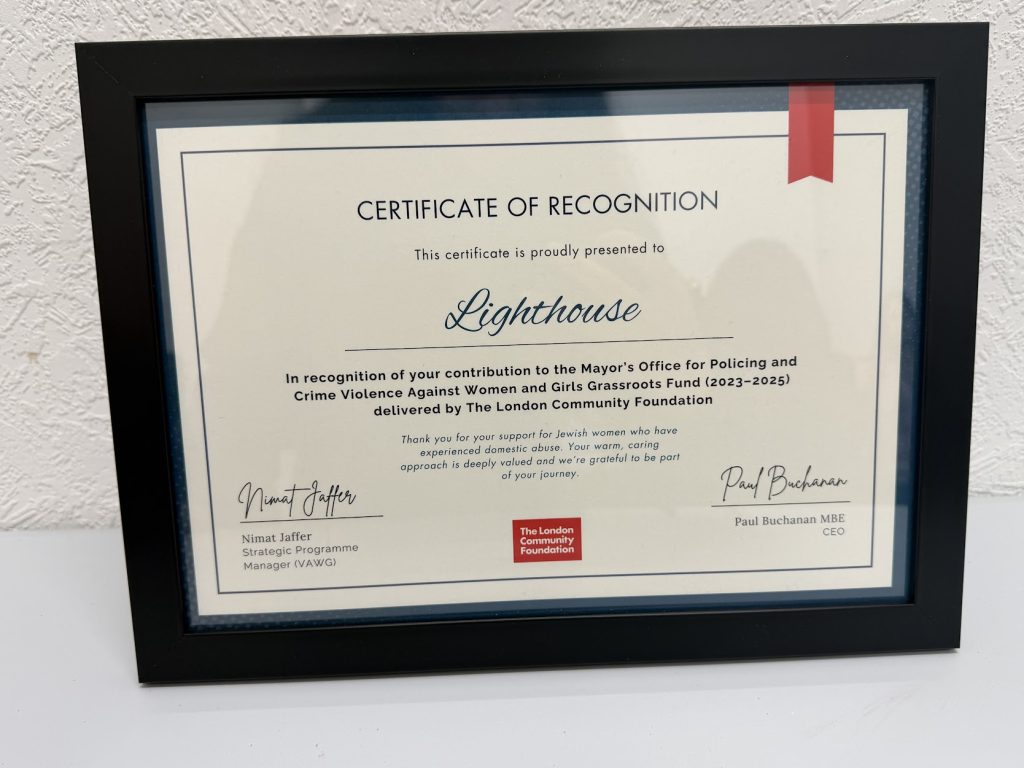 CERTIFICATE OF RECOGNITION
This certificate is proudly presented to
Lighthouse
In recognition of your contribution to the Mayor's Office for Policing and
Crime Violence Against Women and Girls Grassroots Fund (2023–2025)
delivered by The London Community Foundation
Thank you for your support for Jewish women who have
experienced domestic abuse. Your warm, caring
approach is deeply valued and we're grateful to be part
of your journey.
Nimat Jaffer
Nimat Jaffer
Strategic Programme
Manager (VAWG)
The London
Community
Foundation
Paul Buchanan
Paul Buchanan MBE
CEO